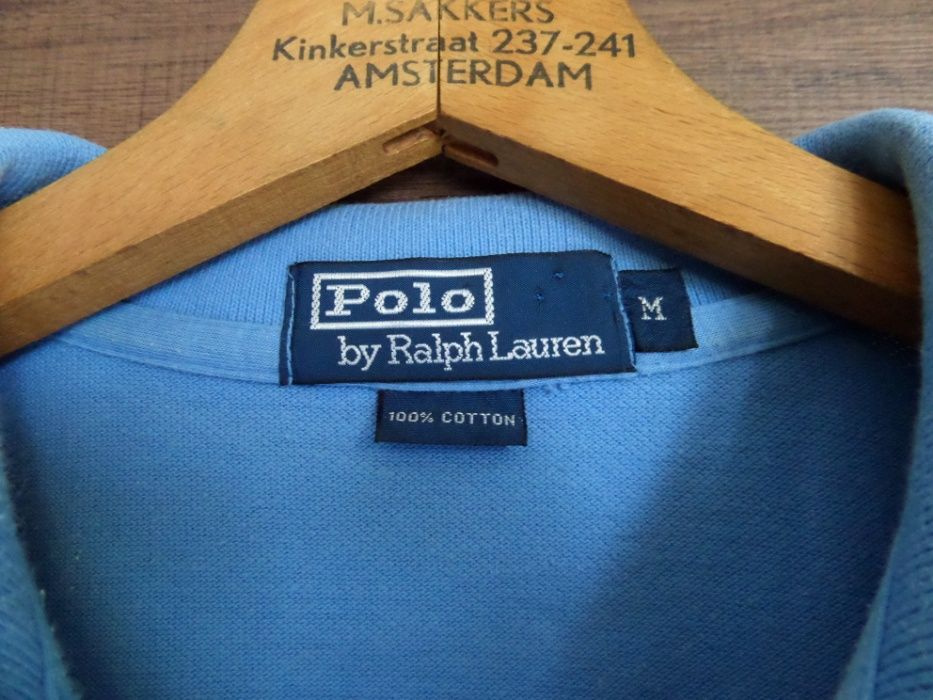 M.SAKKERS
Kinkerstraat 237-241
AMSTERDAM
Polo
by Ralph Lauren
M
100% COTTON